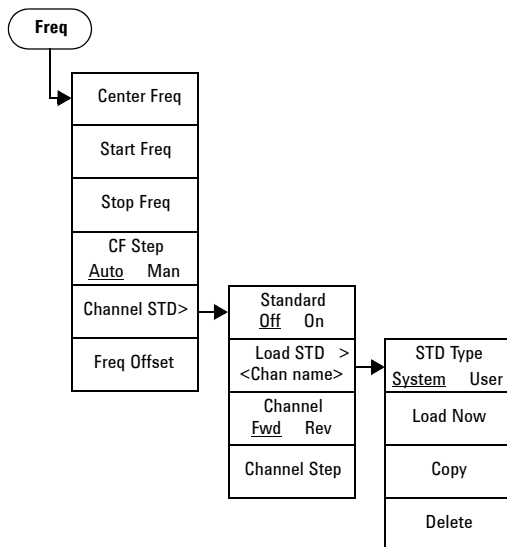 Freq
Center Freq
Start Freq
Stop Freq
CF Step
Auto Man
Channel STD>
Freq Offset
Standard
Off On
Load STD >
<Chan name>
Channel
Fwd Rev
Channel Step
STD Type
System User
Load Now
Copy
Delete